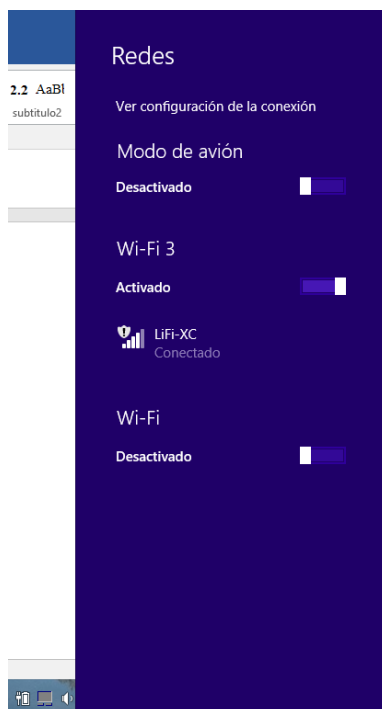 Redes
2.2 AaBl
subtitulo2
Ver configuración de la conexión
Modo de avión
Desactivado
Wi-Fi 3
Activado
LiFi-XC
Conectado
Wi-Fi
Desactivado